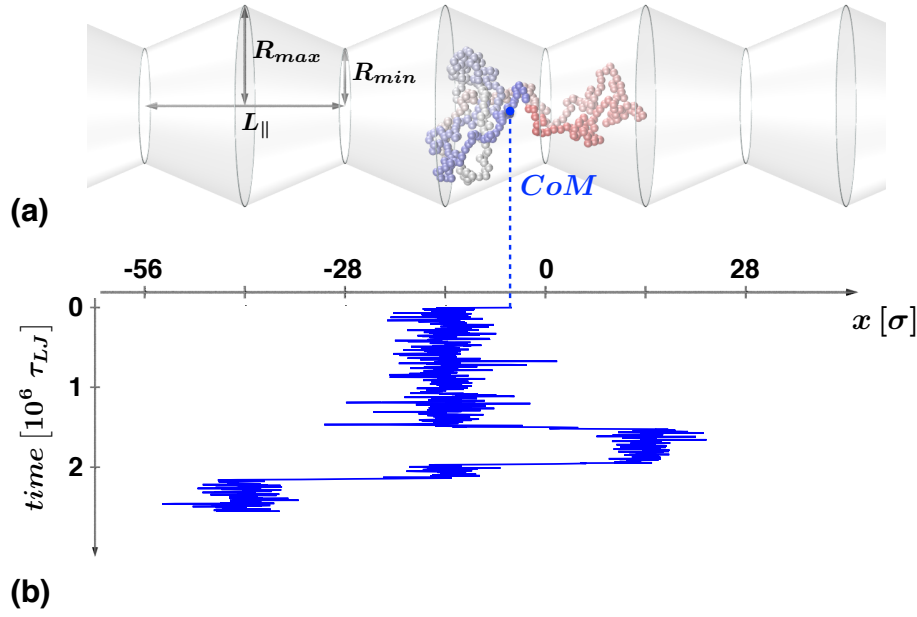 R_max
R_min
L_∥
CoM
(a)
-56 -28 0 28
x [σ]
0
1
2
time [10^6 τ_LJ]
(b)